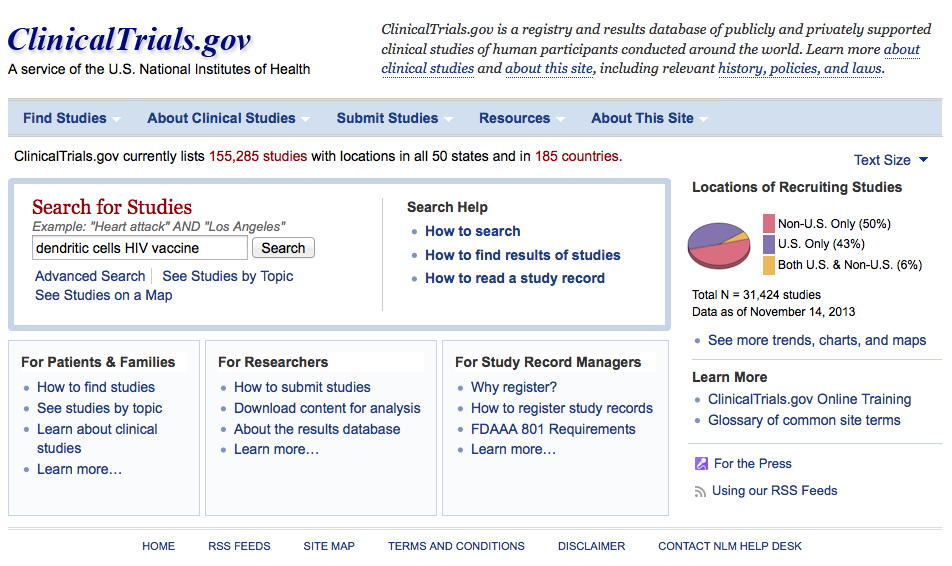 ClinicalTrials.gov
A service of the U.S. National Institutes of Health
ClinicalTrials.gov is a registry and results database of publicly and privately supported
clinical studies of human participants conducted around the world. Learn more about
clinical studies and about this site, including relevant history, policies, and laws.
Find Studies About Clinical Studies Submit Studies Resources About This Site
ClinicalTrials.gov currently lists 155,285 studies with locations in all 50 states and in 185 countries.
Text Size
Search for Studies
Example: "Heart attack" AND "Los Angeles"
dendritic cells HIV vaccine Search
Advanced Search See Studies by Topic
See Studies on a Map
Search Help
How to search
How to find results of studies
How to read a study record
Locations of Recruiting Studies
Non-U.S. Only (50%)
U.S. Only (43%)
Both U.S. & Non-U.S. (6%)
Total N = 31,424 studies
Data as of November 14, 2013
See more trends, charts, and maps
Learn More
ClinicalTrials.gov Online Training
Glossary of common site terms
For the Press
Using our RSS Feeds
For Patients & Families
How to find studies
See studies by topic
Learn about clinical
studies
Learn more…
For Researchers
How to submit studies
Download content for analysis
About the results database
Learn more…
For Study Record Managers
Why register?
How to register study records
FDAAA 801 Requirements
Learn more…
HOME RSS FEEDS SITE MAP TERMS AND CONDITIONS DISCLAIMER CONTACT NLM HELP DESK